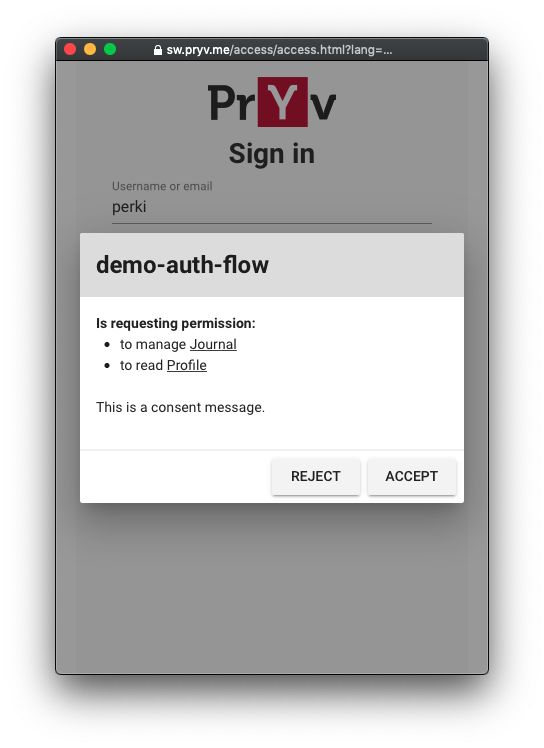 sw.pryv.me/access/access.html?lang=...
PrYv
Sign in
Username or email
perki
demo-auth-flow
Is requesting permission:
• to manage Journal
• to read Profile
This is a consent message.
REJECT ACCEPT